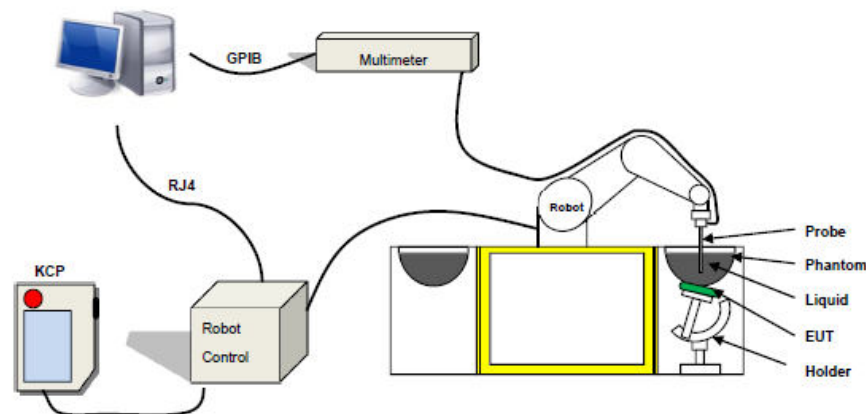 GPIB
Multimeter
RJ4
Robot
KCP
Robot
Control
Probe
Phantom
Liquid
EUT
Holder